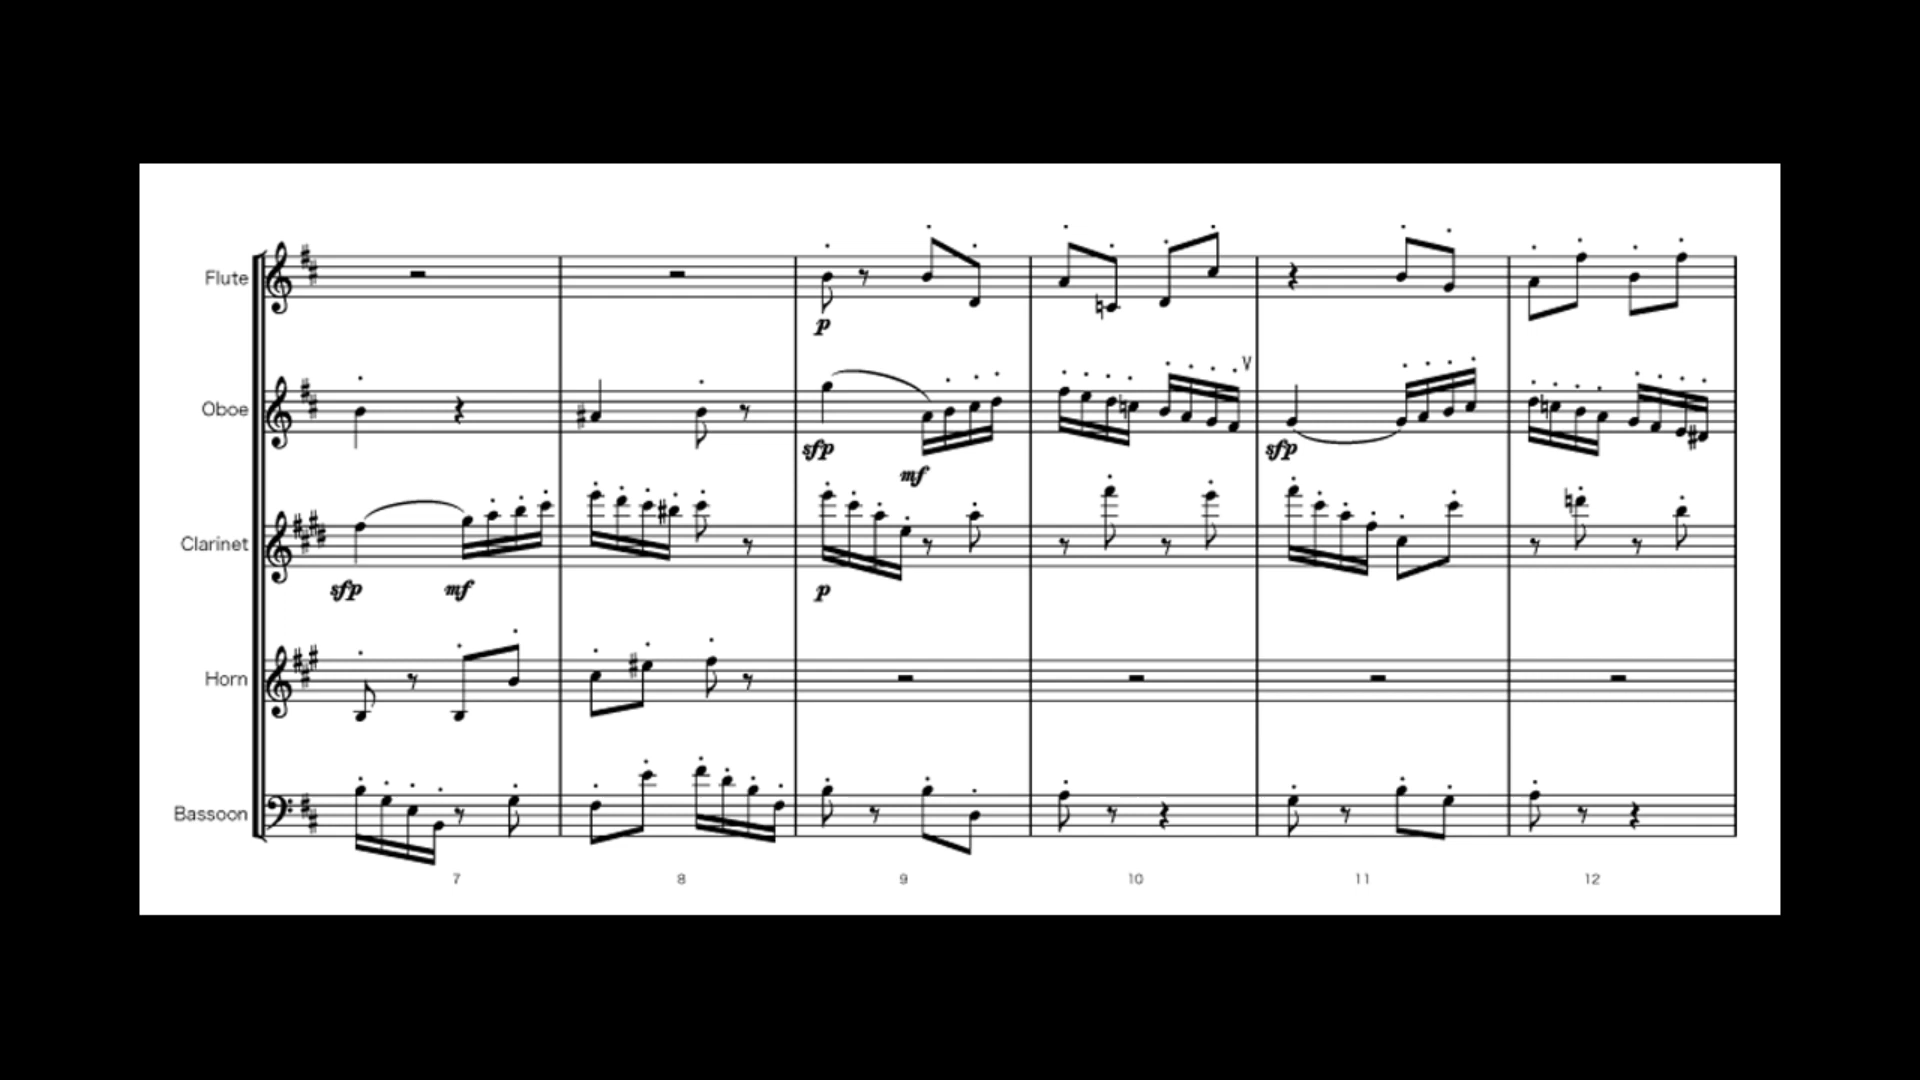 Flute
p
Oboe
sfp
mf
sfp
Clarinet
sfp
mf
p
Horn
Bassoon
7
8
9
10
11
12